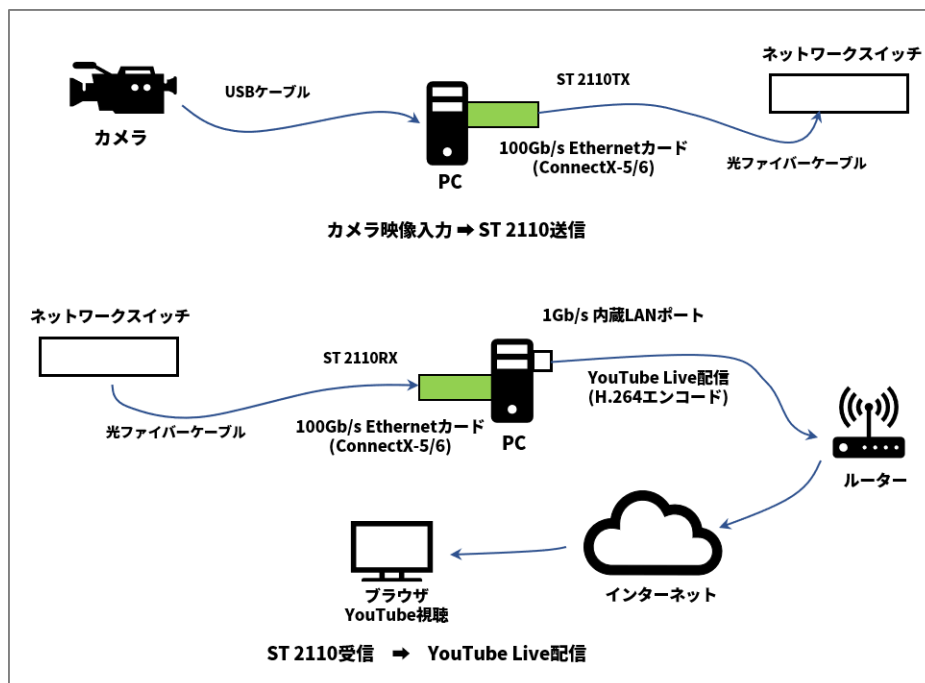 ネットワークスイッチ
USBケーブル
ST 2110TX
カメラ
100Gb/s Ethernetカード
(ConnectX-5/6)
光ファイバーケーブル
PC
カメラ映像入力 ➡ ST 2110送信
ネットワークスイッチ
1Gb/s 内蔵LANポート
ST 2110RX
YouTube Live配信
(H.264エンコード)
光ファイバーケーブル
100Gb/s Ethernetカード
(ConnectX-5/6)
PC
ルーター
ブラウザ
YouTube視聴
インターネット
ST 2110受信 ➡ YouTube Live配信